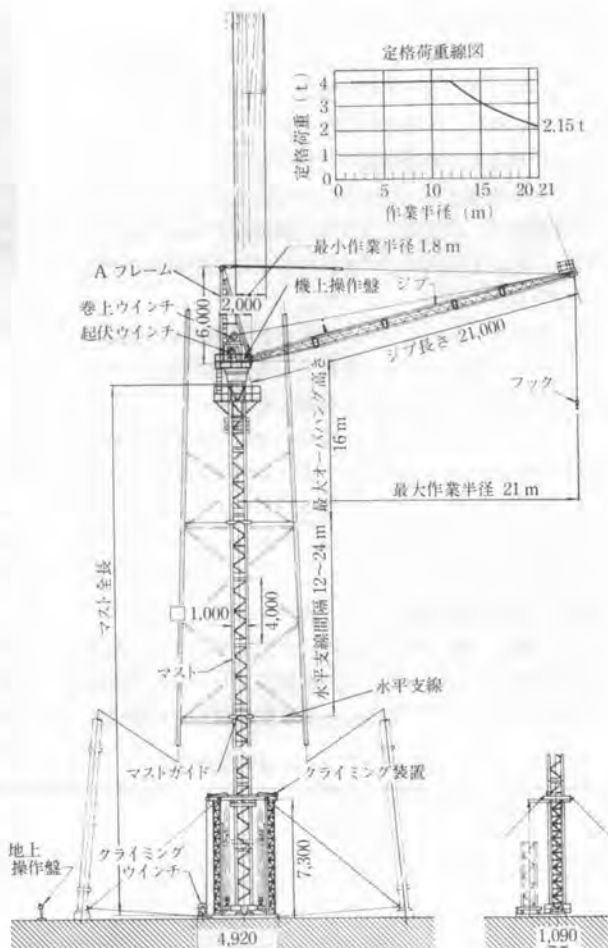 定格荷重線図
定格荷重 (t)
4
3
2
1
0
2.15 t
0 5 10 15 20 21
作業半径 (m)
最小作業半径 1.8 m
A フレーム
2,000
機上操作盤
ジブ
巻上ウインチ
6,000
起伏ウインチ
ジブ長さ 21,000
フック
最大オーバハング高さ
16 m
最大作業半径 21 m
マスト全長
1,000
4,000
水平支線間隔 12~24 m
マスト
水平支線
マストガイド
クライミング装置
地上
操作盤
クライミング
ウインチ
7,300
4,920
1,090